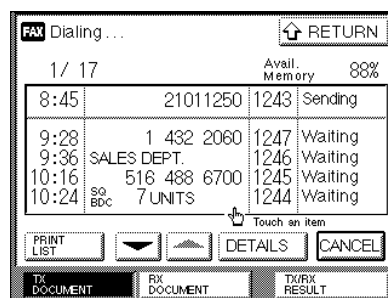 FAX Dialing... RETURN
1/ 17 Avail. Memory 88%
8:45 21011250 1243 Sending
9:28 1 432 2060 1247 Waiting
9:36 SALES DEPT. 1246 Waiting
10:16 516 488 6700 1245 Waiting
10:24 SQ BDC 7 UNITS 1244 Waiting
Touch an item
PRINT LIST DETAILS CANCEL
TX DOCUMENT RX DOCUMENT TX/RX RESULT